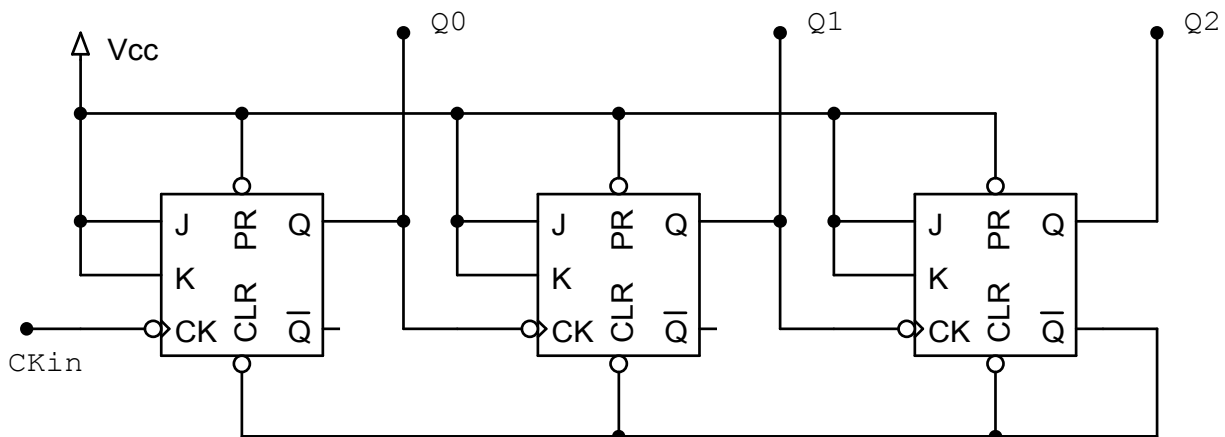 Q0 Q1 Q2
Vcc
J PR Q J PR Q J PR Q
K K K
CK CLR Q̅ CK CLR Q̅ CK CLR Q̅
CKin